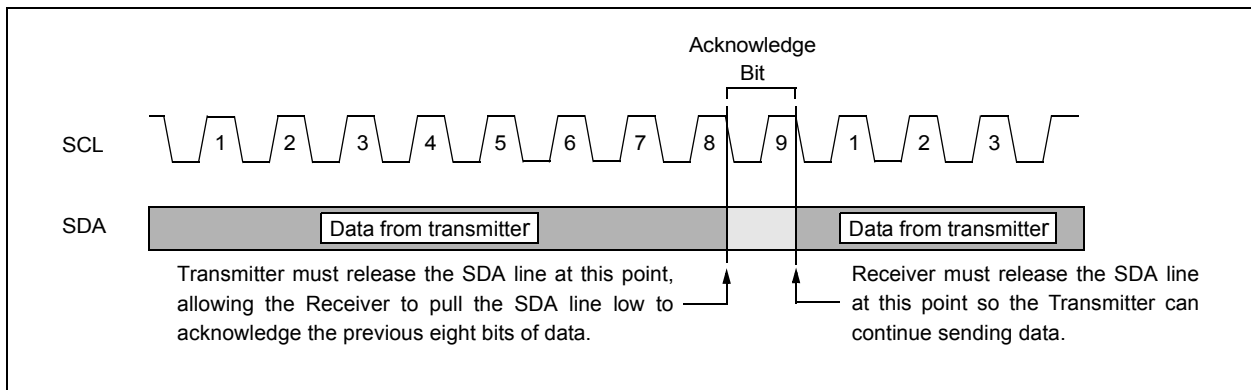 Acknowledge
Bit
SCL
1 2 3 4 5 6 7 8 9 1 2 3
SDA
Data from transmitter
Data from transmitter
Transmitter must release the SDA line at this point,
allowing the Receiver to pull the SDA line low to
acknowledge the previous eight bits of data.
Receiver must release the SDA line
at this point so the Transmitter can
continue sending data.